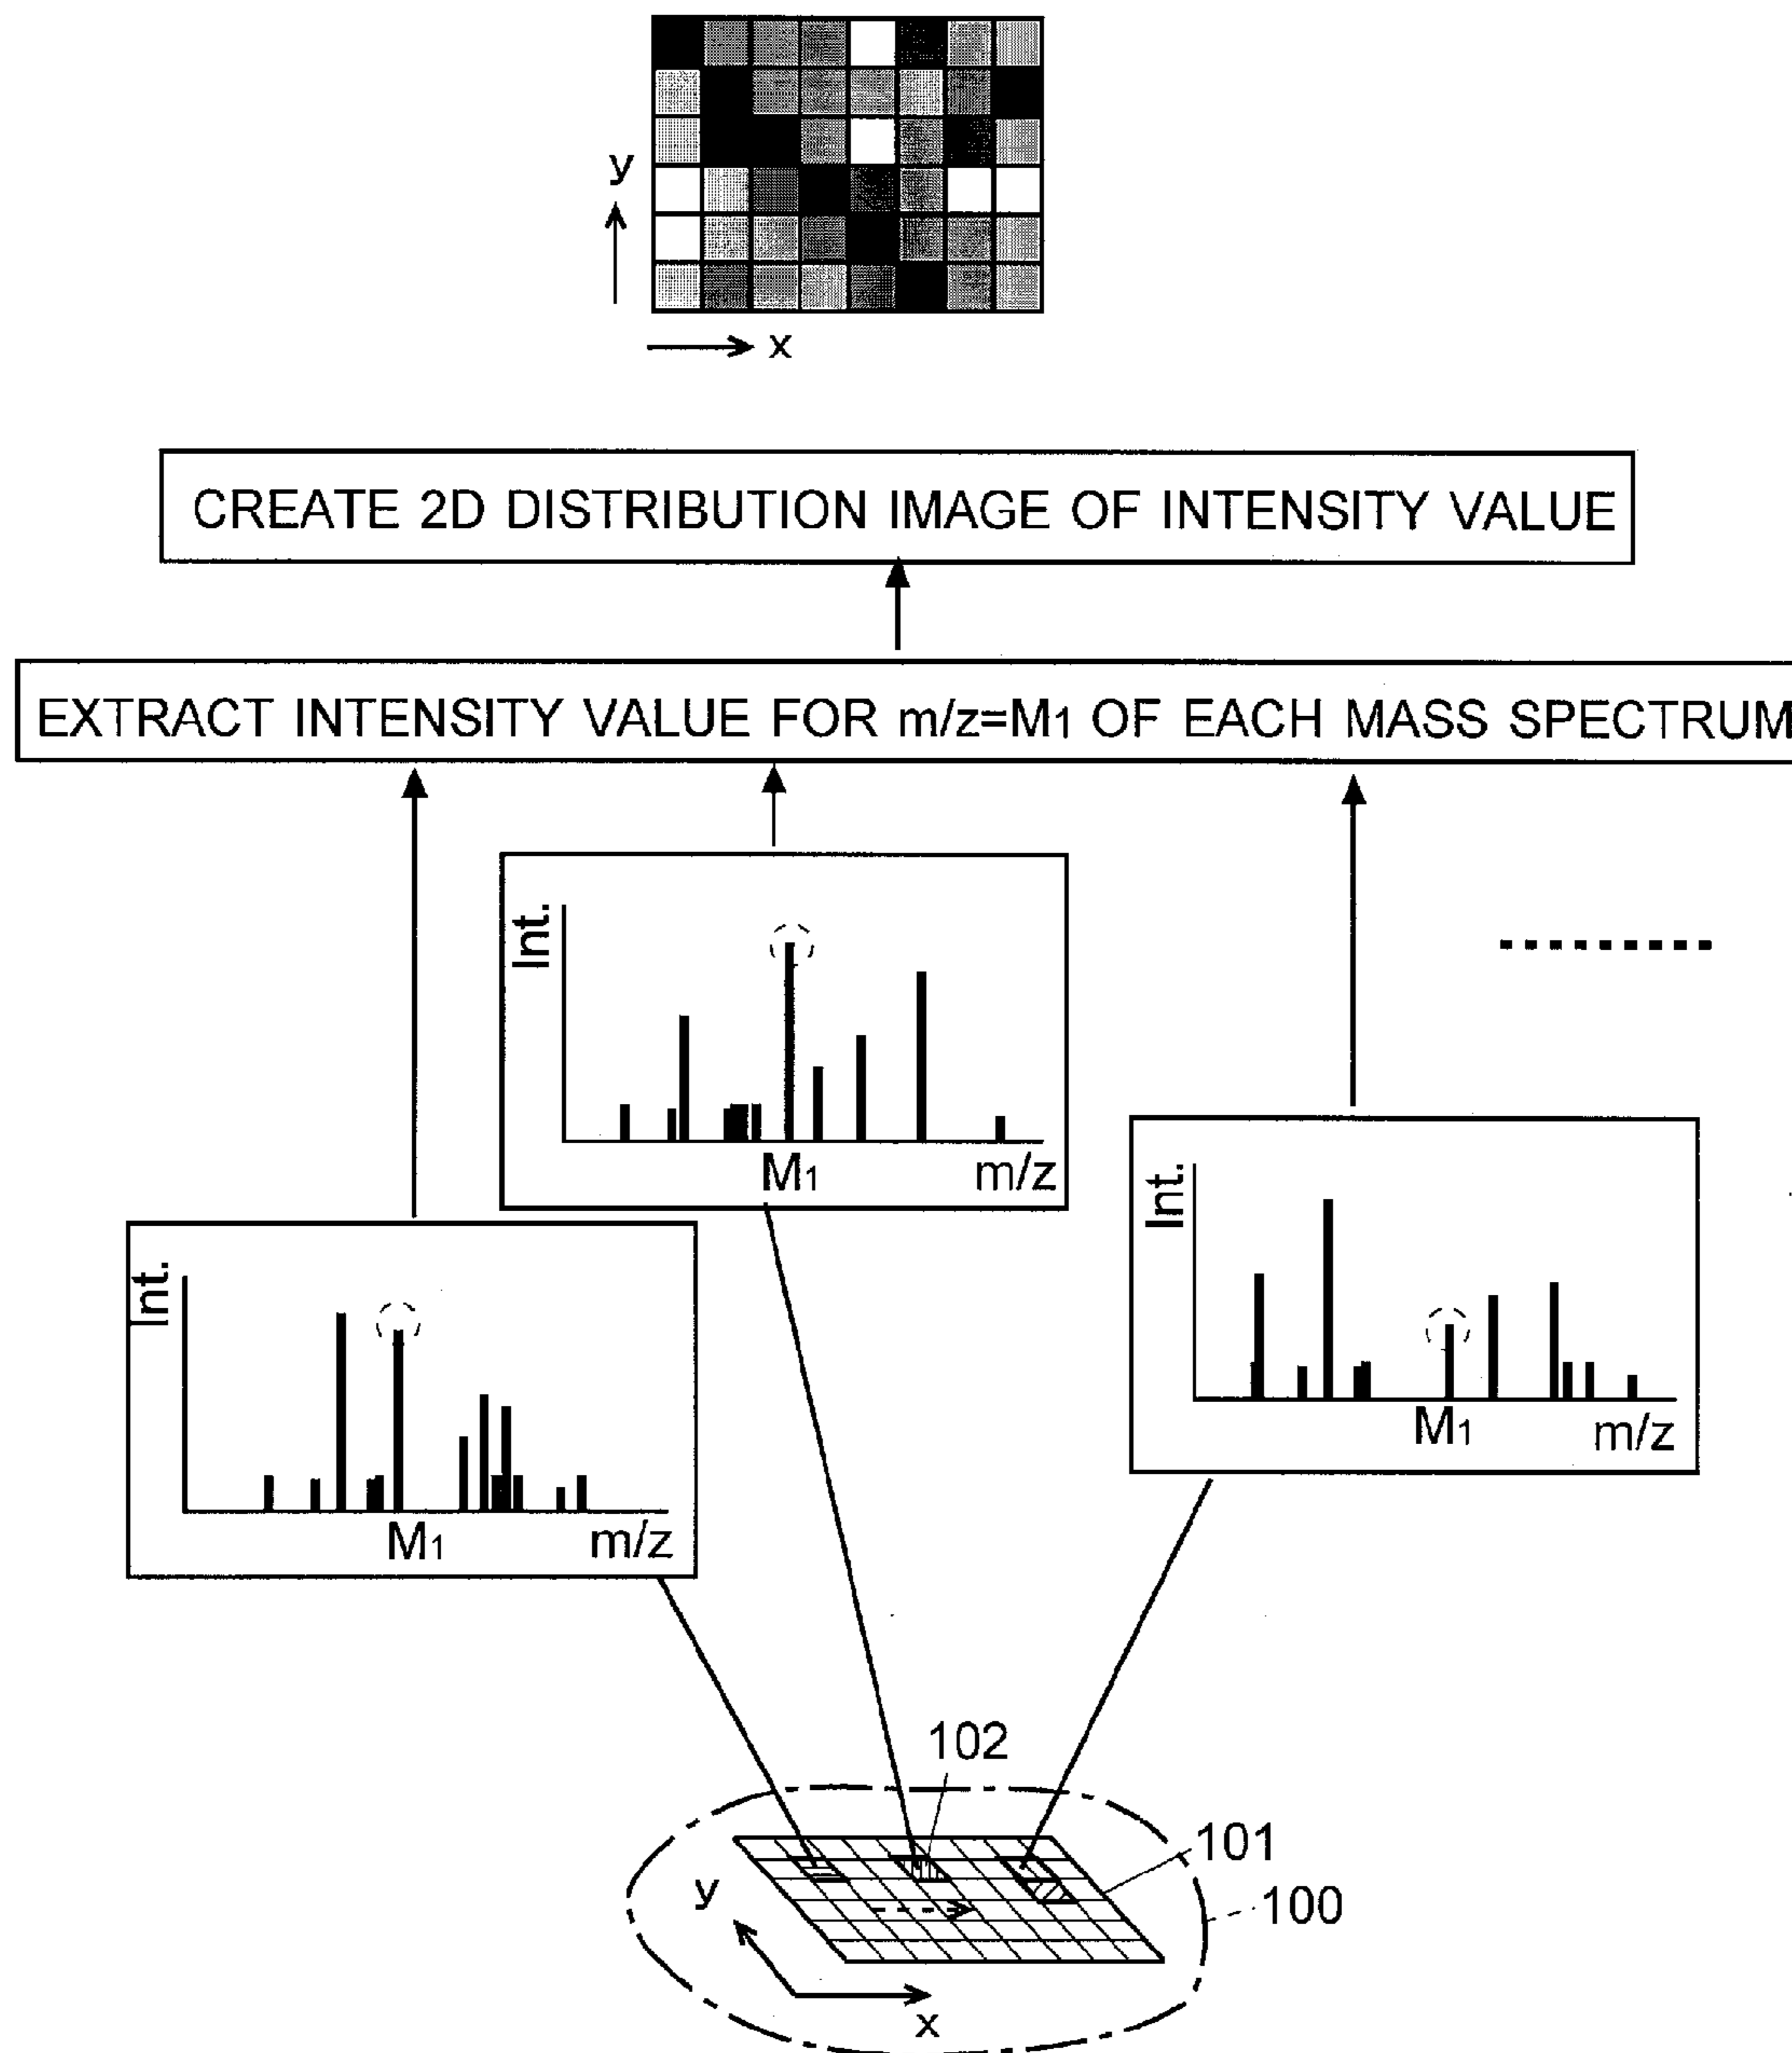 y
x
CREATE 2D DISTRIBUTION IMAGE OF INTENSITY VALUE
EXTRACT INTENSITY VALUE FOR m/z=M1 OF EACH MASS SPECTRUM
Int.
M1 m/z
Int.
M1 m/z
Int.
M1 m/z
102
101
y
100
x